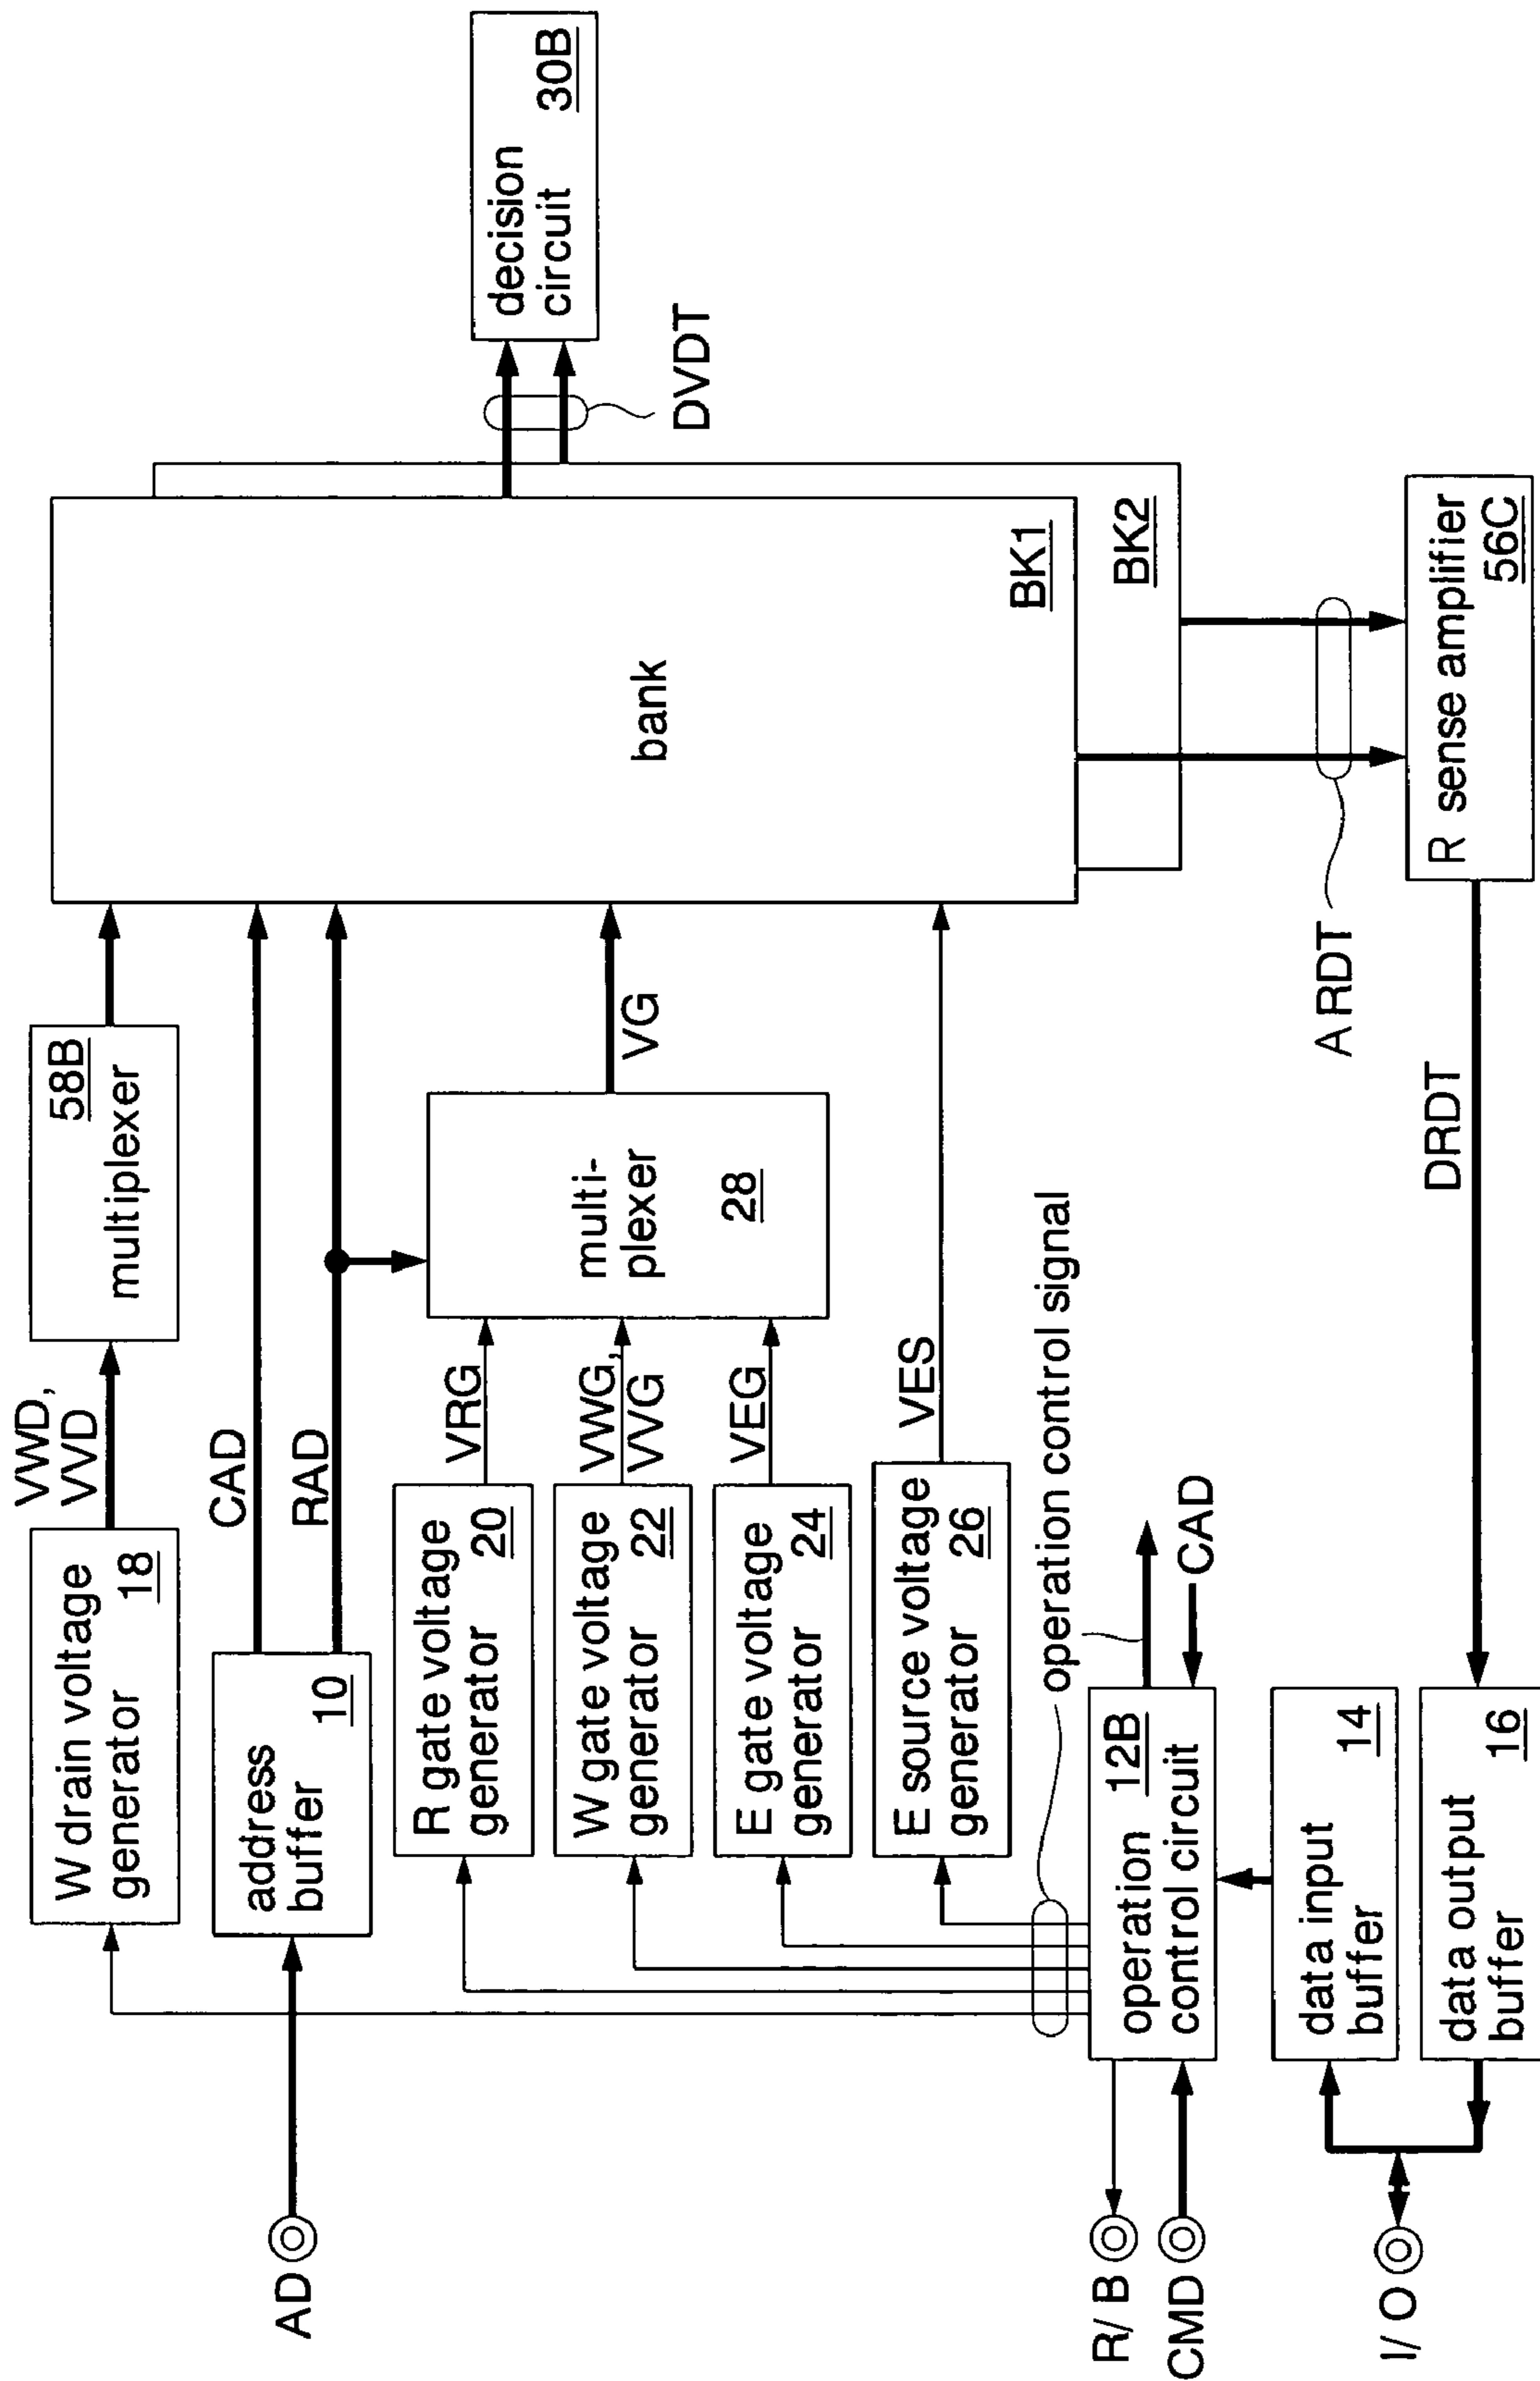 VWD,
VVD
W drain voltage
generator 18
58B
multiplexer
CAD
RAD
AD
address
buffer 10
R gate voltage
generator 20
VRG
W gate voltage
generator 22
VWG,
VVG
E gate voltage
generator 24
VEG
multi-
plexer
28
VG
E source voltage
generator 26
VES
bank
BK1
BK2
decision
circuit 30B
DVDT
operation control signal
operation 12B
control circuit
CAD
R/ B
CMD
data input
buffer 14
data output
buffer 16
I/ O
DRDT
ARDT
R sense amplifier
56C